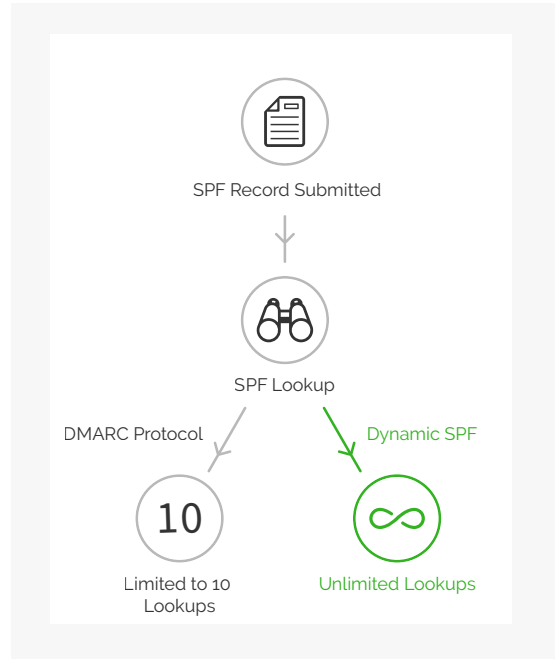 SPF Record Submitted
SPF Lookup
DMARC Protocol
Dynamic SPF
10
Limited to 10
Lookups
Unlimited Lookups